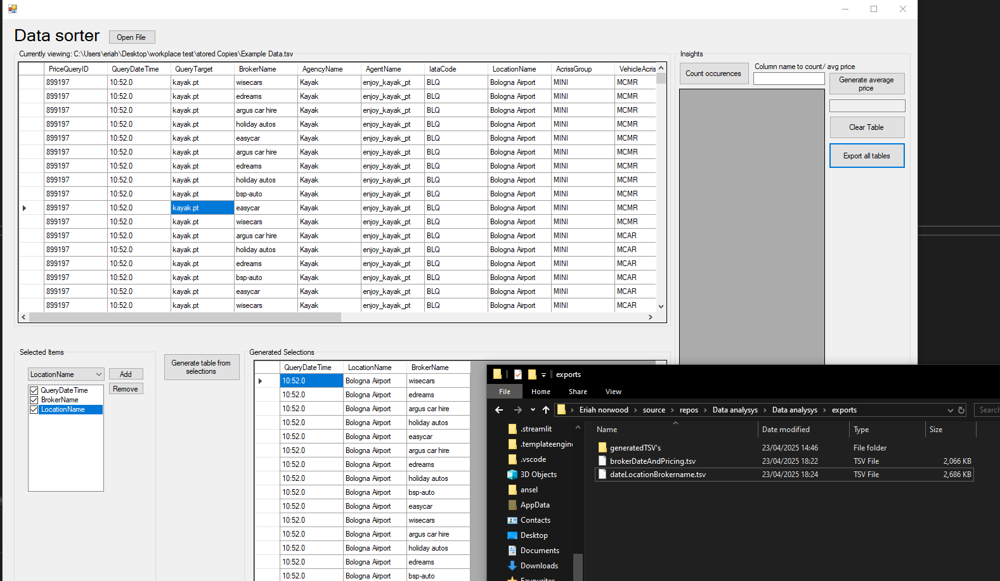 Data sorter
Open File
Currently viewing: C:\Users\eriah\Desktop\workplace test\stored Copies\Example Data.tsv
PriceQueryID QueryDateTime QueryTarget BrokerName AgencyName AgentName IataCode LocationName AcrissGroup VehicleAcris
899197 10:52.0 kayak.pt wisecars Kayak enjoy_kayak_pt BLQ Bologna Airport MINI MCMR
899197 10:52.0 kayak.pt edreams Kayak enjoy_kayak_pt BLQ Bologna Airport MINI MCMR
899197 10:52.0 kayak.pt argus car hire Kayak enjoy_kayak_pt BLQ Bologna Airport MINI MCMR
899197 10:52.0 kayak.pt holiday autos Kayak enjoy_kayak_pt BLQ Bologna Airport MINI MCMR
899197 10:52.0 kayak.pt easycar Kayak enjoy_kayak_pt BLQ Bologna Airport MINI MCMR
899197 10:52.0 kayak.pt argus car hire Kayak enjoy_kayak_pt BLQ Bologna Airport MINI MCMR
899197 10:52.0 kayak.pt edreams Kayak enjoy_kayak_pt BLQ Bologna Airport MINI MCMR
899197 10:52.0 kayak.pt holiday autos Kayak enjoy_kayak_pt BLQ Bologna Airport MINI MCMR
899197 10:52.0 kayak.pt bsp-auto Kayak enjoy_kayak_pt BLQ Bologna Airport MINI MCMR
899197 10:52.0 kayak.pt easycar Kayak enjoy_kayak_pt BLQ Bologna Airport MINI MCMR
899197 10:52.0 kayak.pt wisecars Kayak enjoy_kayak_pt BLQ Bologna Airport MINI MCMR
899197 10:52.0 kayak.pt argus car hire Kayak enjoy_kayak_pt BLQ Bologna Airport MINI MCAR
899197 10:52.0 kayak.pt holiday autos Kayak enjoy_kayak_pt BLQ Bologna Airport MINI MCAR
899197 10:52.0 kayak.pt edreams Kayak enjoy_kayak_pt BLQ Bologna Airport MINI MCAR
899197 10:52.0 kayak.pt bsp-auto Kayak enjoy_kayak_pt BLQ Bologna Airport MINI MCAR
899197 10:52.0 kayak.pt easycar Kayak enjoy_kayak_pt BLQ Bologna Airport MINI MCAR
899197 10:52.0 kayak.pt wisecars Kayak enjoy_kayak_pt BLQ Bologna Airport MINI MCAR
Insights
Count occurences
Column name to count/ avg price
Generate average
price
Clear Table
Export all tables
Selected Items
LocationName
Add
Remove
QueryDateTime
BrokerName
LocationName
Generate table from
selections
Generated Selections
QueryDateTime LocationName BrokerName
10:52.0 Bologna Airport wisecars
10:52.0 Bologna Airport edreams
10:52.0 Bologna Airport argus car hire
10:52.0 Bologna Airport holiday autos
10:52.0 Bologna Airport easycar
10:52.0 Bologna Airport argus car hire
10:52.0 Bologna Airport edreams
10:52.0 Bologna Airport holiday autos
10:52.0 Bologna Airport bsp-auto
10:52.0 Bologna Airport easycar
10:52.0 Bologna Airport wisecars
10:52.0 Bologna Airport argus car hire
10:52.0 Bologna Airport holiday autos
10:52.0 Bologna Airport edreams
10:52.0 Bologna Airport bsp-auto
exports
File Home Share View
Eriah norwood source repos Data analysys Data analysys exports
Search
.streamlit
.templateengine
.vscode
3D Objects
ansel
AppData
Contacts
Desktop
Documents
Downloads
Favourites
Name Date modified Type Size
generatedTSV's 23/04/2025 14:46 File folder
brokerDateAndPricing.tsv 23/04/2025 18:22 TSV File 2,066 KB
dateLocationBrokername.tsv 23/04/2025 18:24 TSV File 2,686 KB